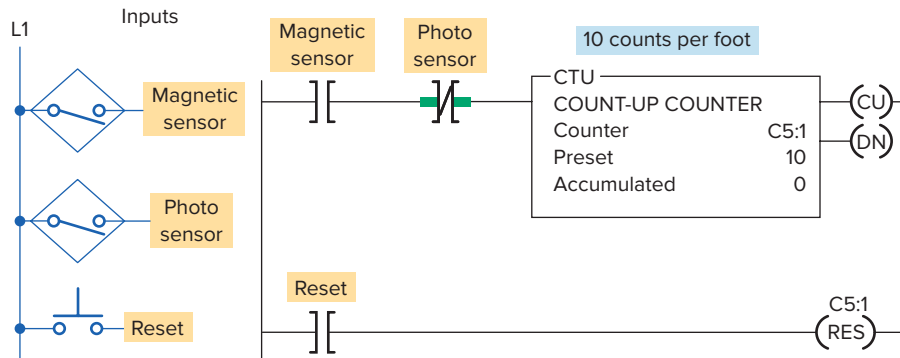 Inputs
L1
Magnetic
sensor
Photo
sensor
Reset
Magnetic
sensor
Photo
sensor
10 counts per foot
CTU
COUNT-UP COUNTER
Counter C5:1
Preset 10
Accumulated 0
CU
DN
Reset
C5:1
RES